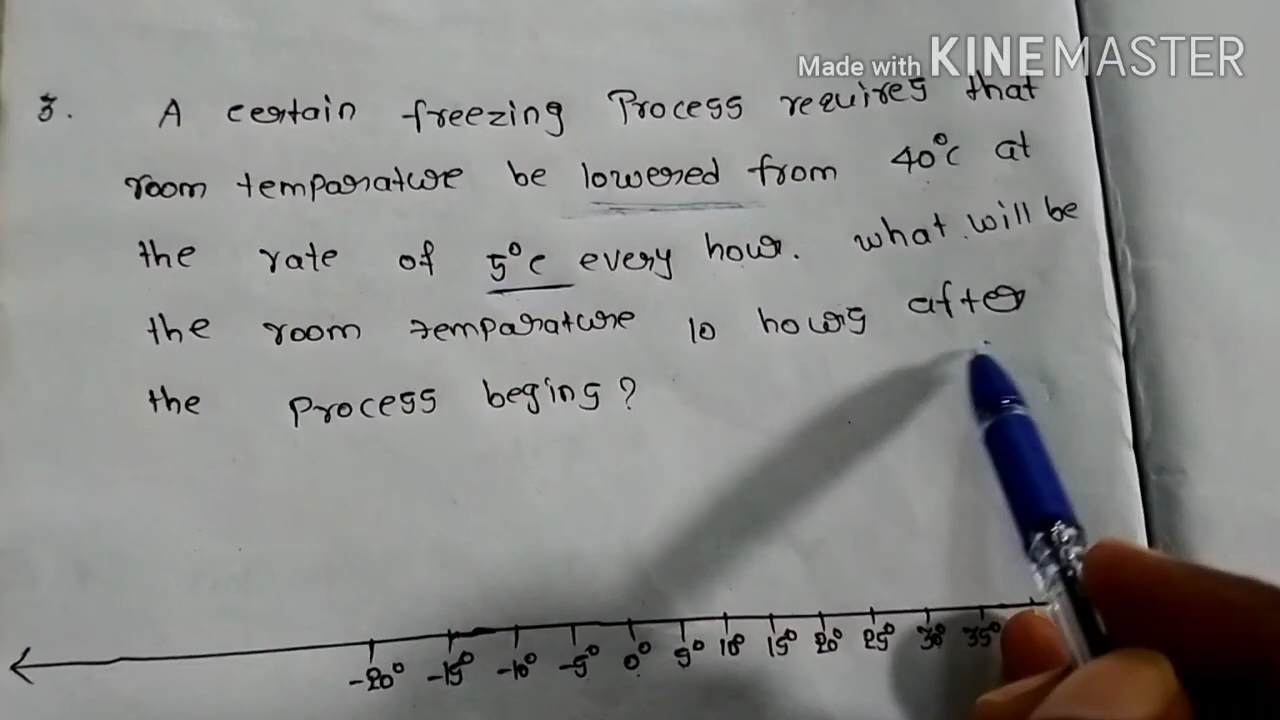 Made with KINEMASTER
3. A certain freezing Process requires that
room temparature be lowered from 40°c at
the rate of 5°c every hour. what will be
the room temparature 10 hours after
the process begins?
-20° -15° -10° -5° 0° 5° 10° 15° 20° 25° 30° 35°